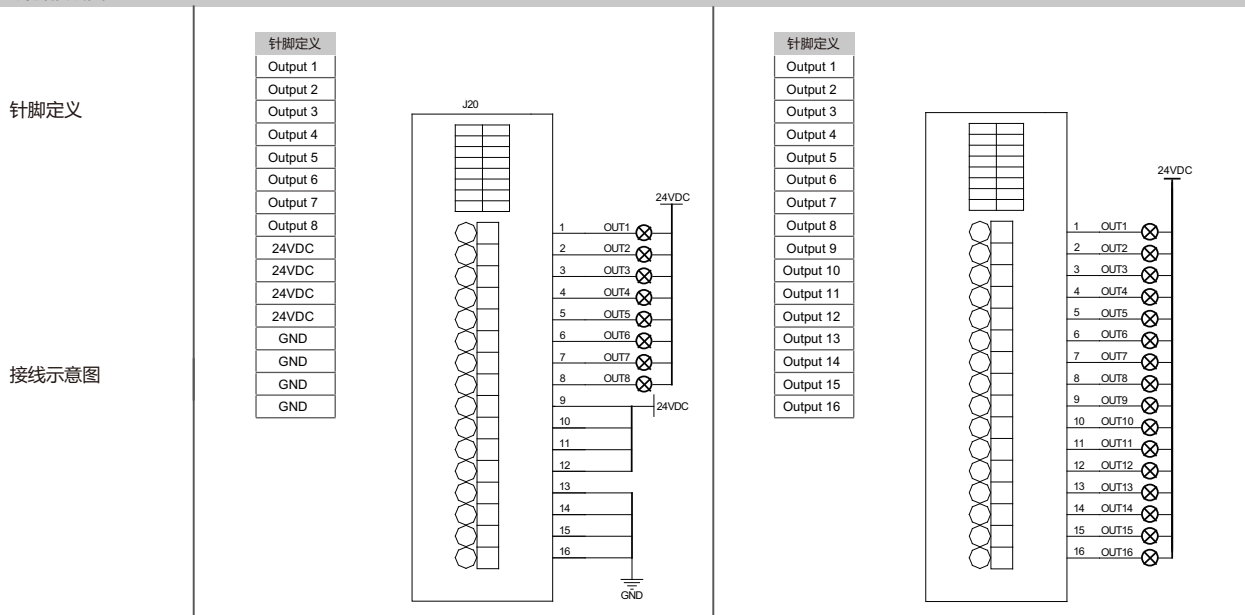 针脚定义
接线示意图
针脚定义
Output 1
Output 2
Output 3
Output 4
Output 5
Output 6
Output 7
Output 8
24VDC
24VDC
24VDC
24VDC
GND
GND
GND
GND
J20
24VDC
1 OUT1
2 OUT2
3 OUT3
4 OUT4
5 OUT5
6 OUT6
7 OUT7
8 OUT8
9
24VDC
10
11
12
13
14
15
16
GND
针脚定义
Output 1
Output 2
Output 3
Output 4
Output 5
Output 6
Output 7
Output 8
Output 9
Output 10
Output 11
Output 12
Output 13
Output 14
Output 15
Output 16
24VDC
1 OUT1
2 OUT2
3 OUT3
4 OUT4
5 OUT5
6 OUT6
7 OUT7
8 OUT8
9 OUT9
10 OUT10
11 OUT11
12 OUT12
13 OUT13
14 OUT14
15 OUT15
16 OUT16